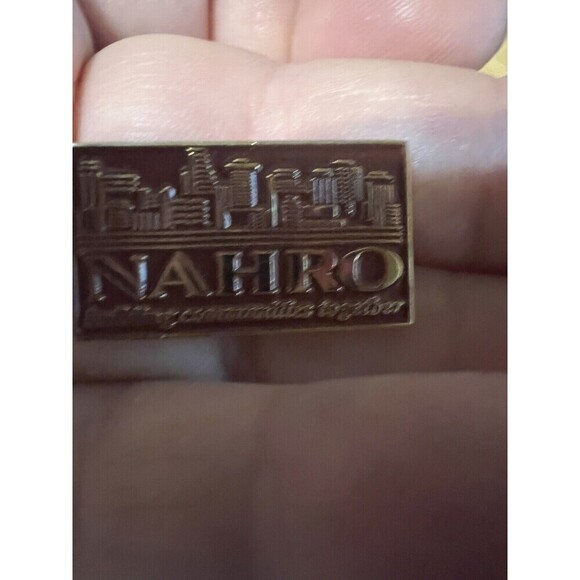 NAHRO
building communities together